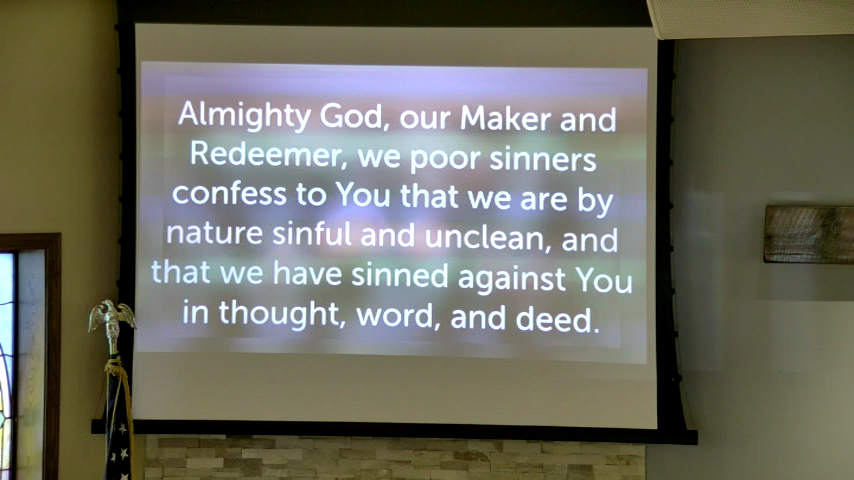 Almighty God, our Maker and
Redeemer, we poor sinners
confess to You that we are by
nature sinful and unclean, and
that we have sinned against You
in thought, word, and deed.